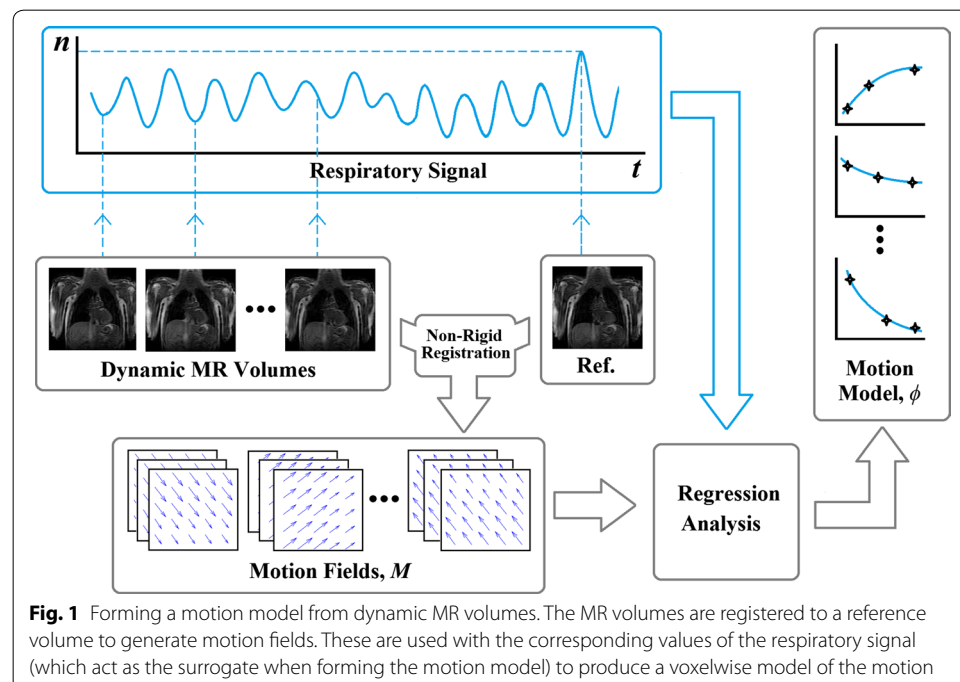 n
Respiratory Signal
t
Dynamic MR Volumes
Non-Rigid
Registration
Ref.
Motion
Model, ϕ
Motion Fields, M
Regression
Analysis
Fig. 1 Forming a motion model from dynamic MR volumes. The MR volumes are registered to a reference
volume to generate motion fields. These are used with the corresponding values of the respiratory signal
(which act as the surrogate when forming the motion model) to produce a voxelwise model of the motion